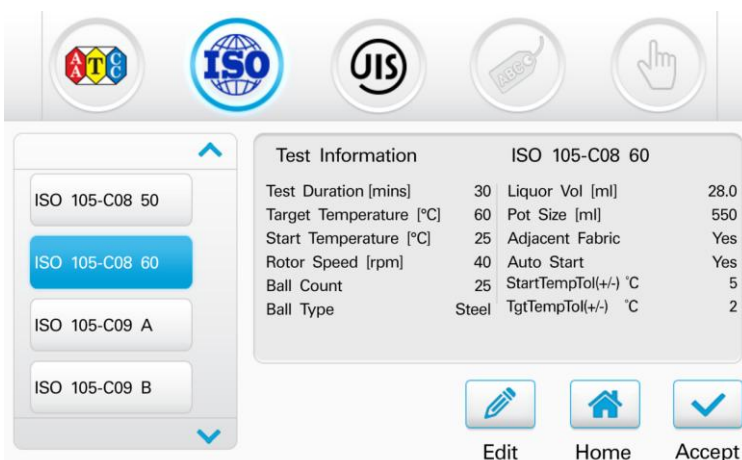 AATCC
ISO
JIS
ABC
ISO 105-C08 50
ISO 105-C08 60
ISO 105-C09 A
ISO 105-C09 B
Test Information ISO 105-C08 60
Test Duration [mins] 30 Liquor Vol [ml] 28.0
Target Temperature [°C] 60 Pot Size [ml] 550
Start Temperature [°C] 25 Adjacent Fabric Yes
Rotor Speed [rpm] 40 Auto Start Yes
Ball Count 25 StartTempTol(+/-) °C 5
Ball Type Steel TgtTempTol(+/-) °C 2
Edit Home Accept